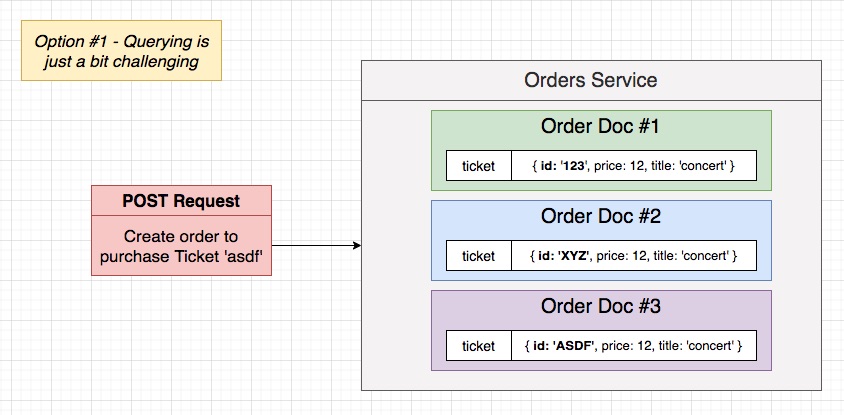 Option #1 - Querying is
just a bit challenging
Orders Service
Order Doc #1
ticket { id: '123', price: 12, title: 'concert' }
POST Request
Create order to
purchase Ticket 'asdf'
Order Doc #2
ticket { id: 'XYZ', price: 12, title: 'concert' }
Order Doc #3
ticket { id: 'ASDF', price: 12, title: 'concert' }